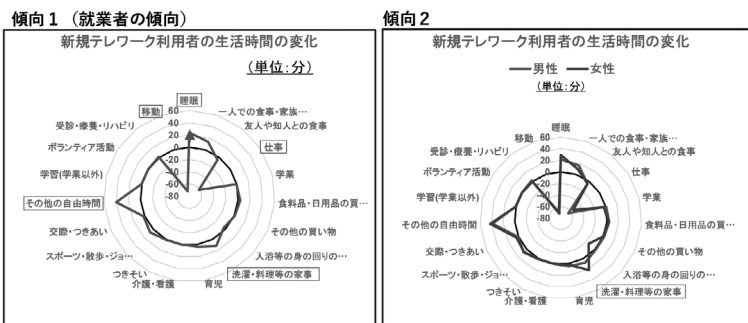 傾向1（就業者の傾向）
新規テレワーク利用者の生活時間の変化
（単位：分）
睡眠
一人での食事・家族…
友人や知人との食事
仕事
学業
食料品・日用品の買…
その他の買い物
入浴等の身の回りの…
洗濯・料理等の家事
育児
介護・看護
つきそい
スポーツ・散歩・ジョ…
交際・つきあい
その他の自由時間
学習(学業以外)
ボランティア活動
受診・療養・リハビリ
移動
60
40
20
0
-20
-40
-60
-80
傾向2
新規テレワーク利用者の生活時間の変化
男性 女性
（単位：分）
睡眠
一人での食事・家族…
友人や知人との食事
仕事
学業
食料品・日用品の買…
その他の買い物
入浴等の身の回りの…
洗濯・料理等の家事
育児
介護・看護
つきそい
スポーツ・散歩・ジョ…
交際・つきあい
その他の自由時間
学習(学業以外)
ボランティア活動
受診・療養・リハビリ
移動
60
40
20
0
-20
-40
-60
-80